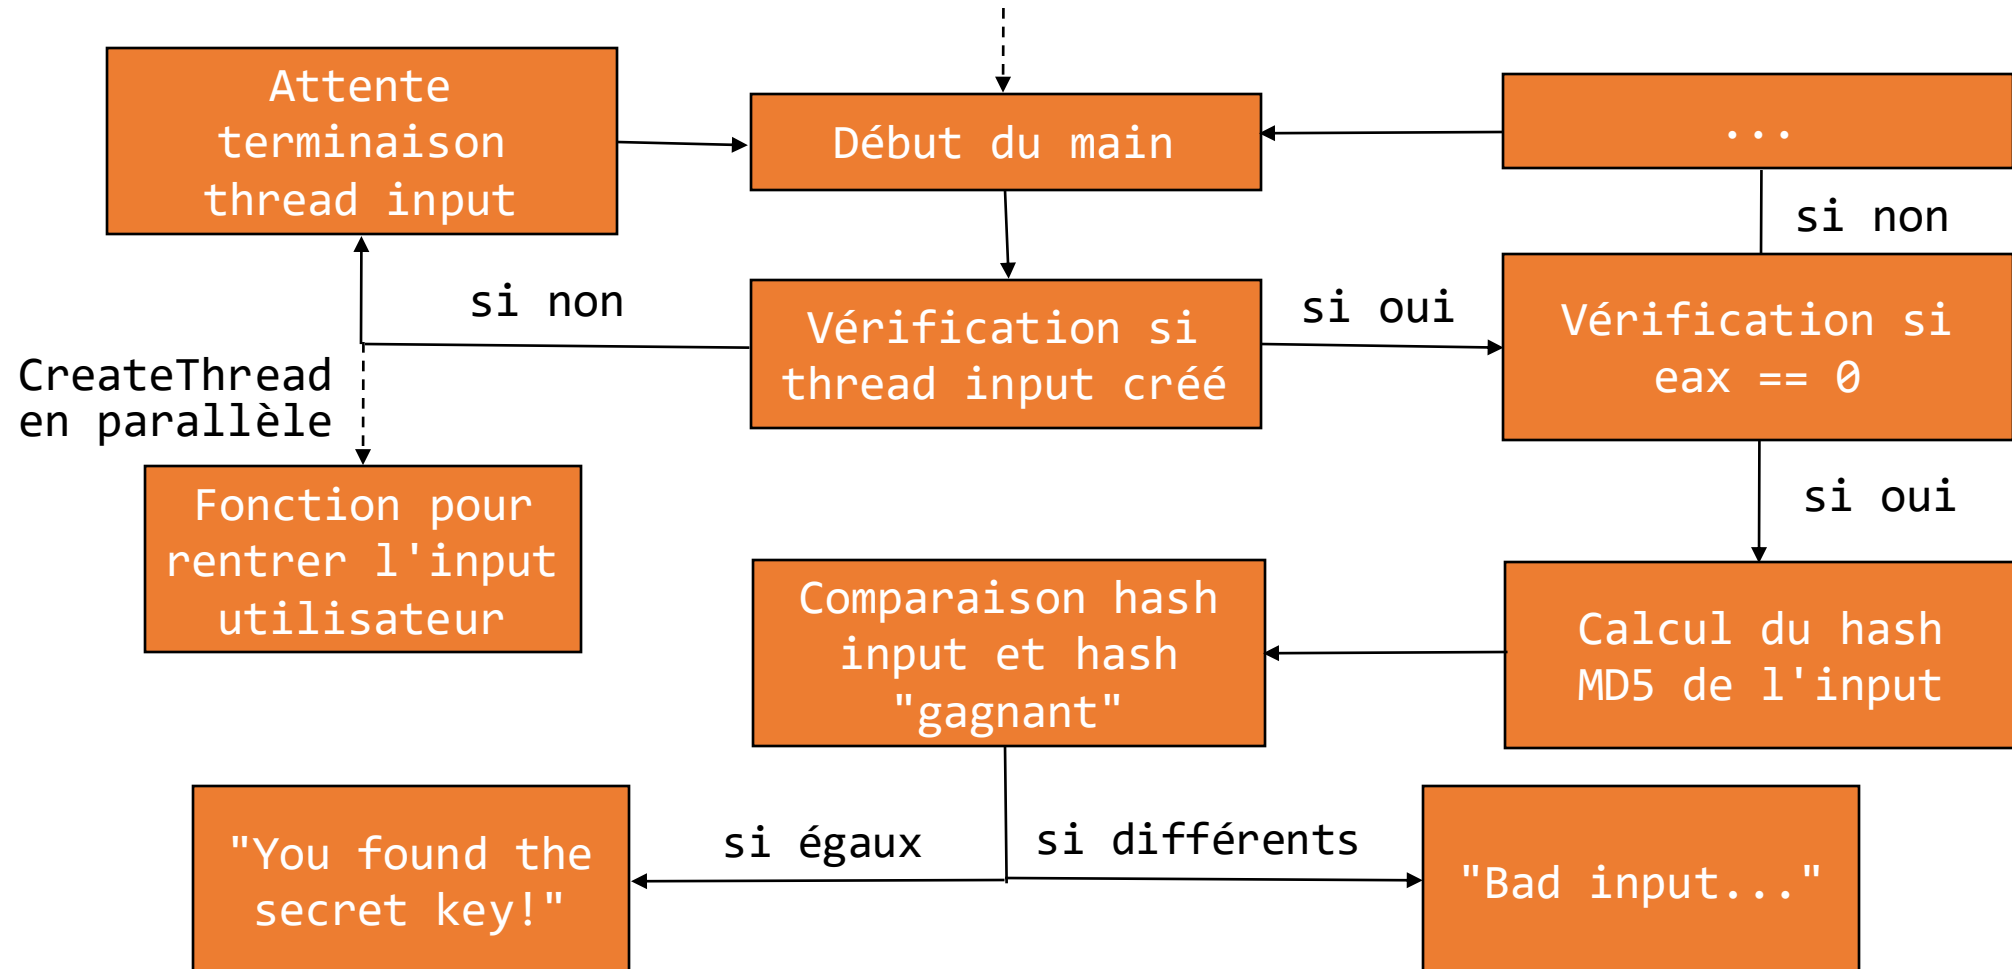 Attente
terminaison
thread input
Début du main
...
si non
si non
Vérification si
thread input créé
si oui
Vérification si
eax == 0
CreateThread
en parallèle
si oui
Fonction pour
rentrer l'input
utilisateur
Comparaison hash
input et hash
"gagnant"
Calcul du hash
MD5 de l'input
"You found the
secret key!"
si égaux
si différents
"Bad input..."